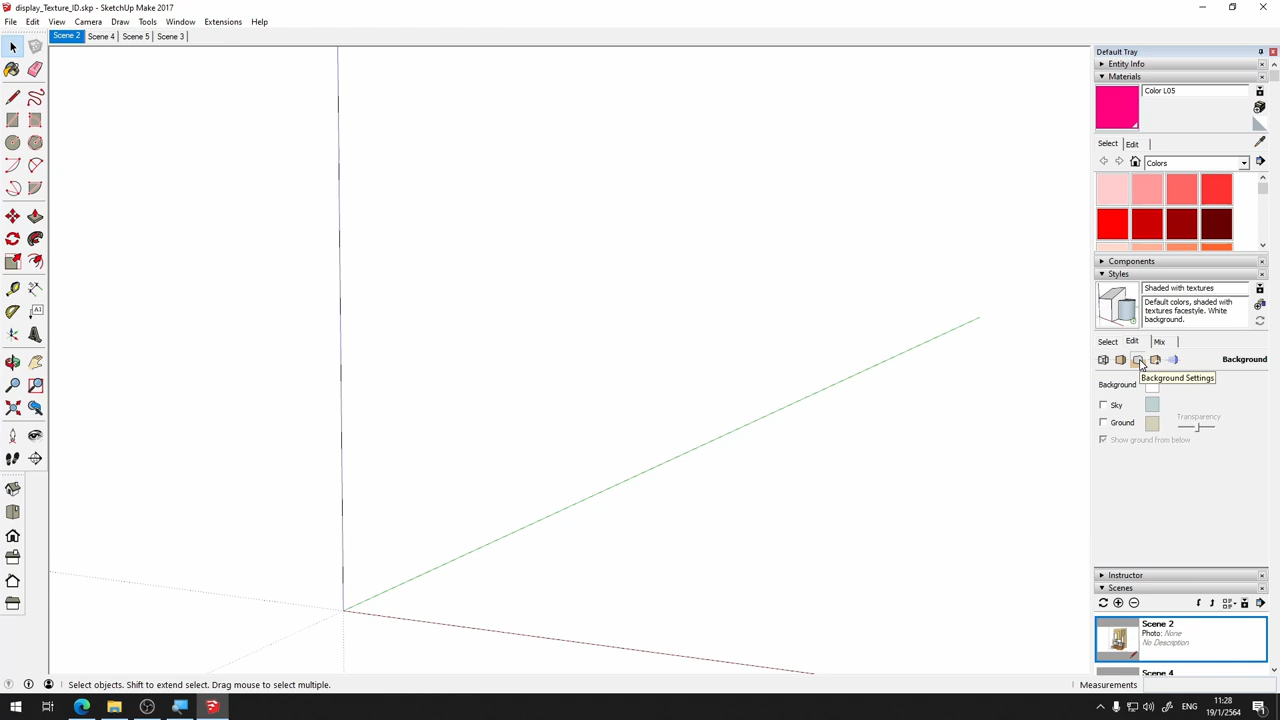 display_Texture_ID.skp - SketchUp Make 2017
File Edit View Camera Draw Tools Window Extensions Help
Scene 2 Scene 4 Scene 5 Scene 3
Default Tray
Entity Info
Materials
Color L05
Select Edit
Colors
Components
Styles
Shaded with textures
Default colors, shaded with
textures facestyle. White
background.
Select Edit Mix
Background
Background Settings
Background
Sky
Transparency
Ground
Show ground from below
Instructor
Scenes
Scene 2
Photo: None
No Description
Scene 4
Select objects. Shift to extend select. Drag mouse to select multiple.
Measurements
ENG
11:28
19/1/2564